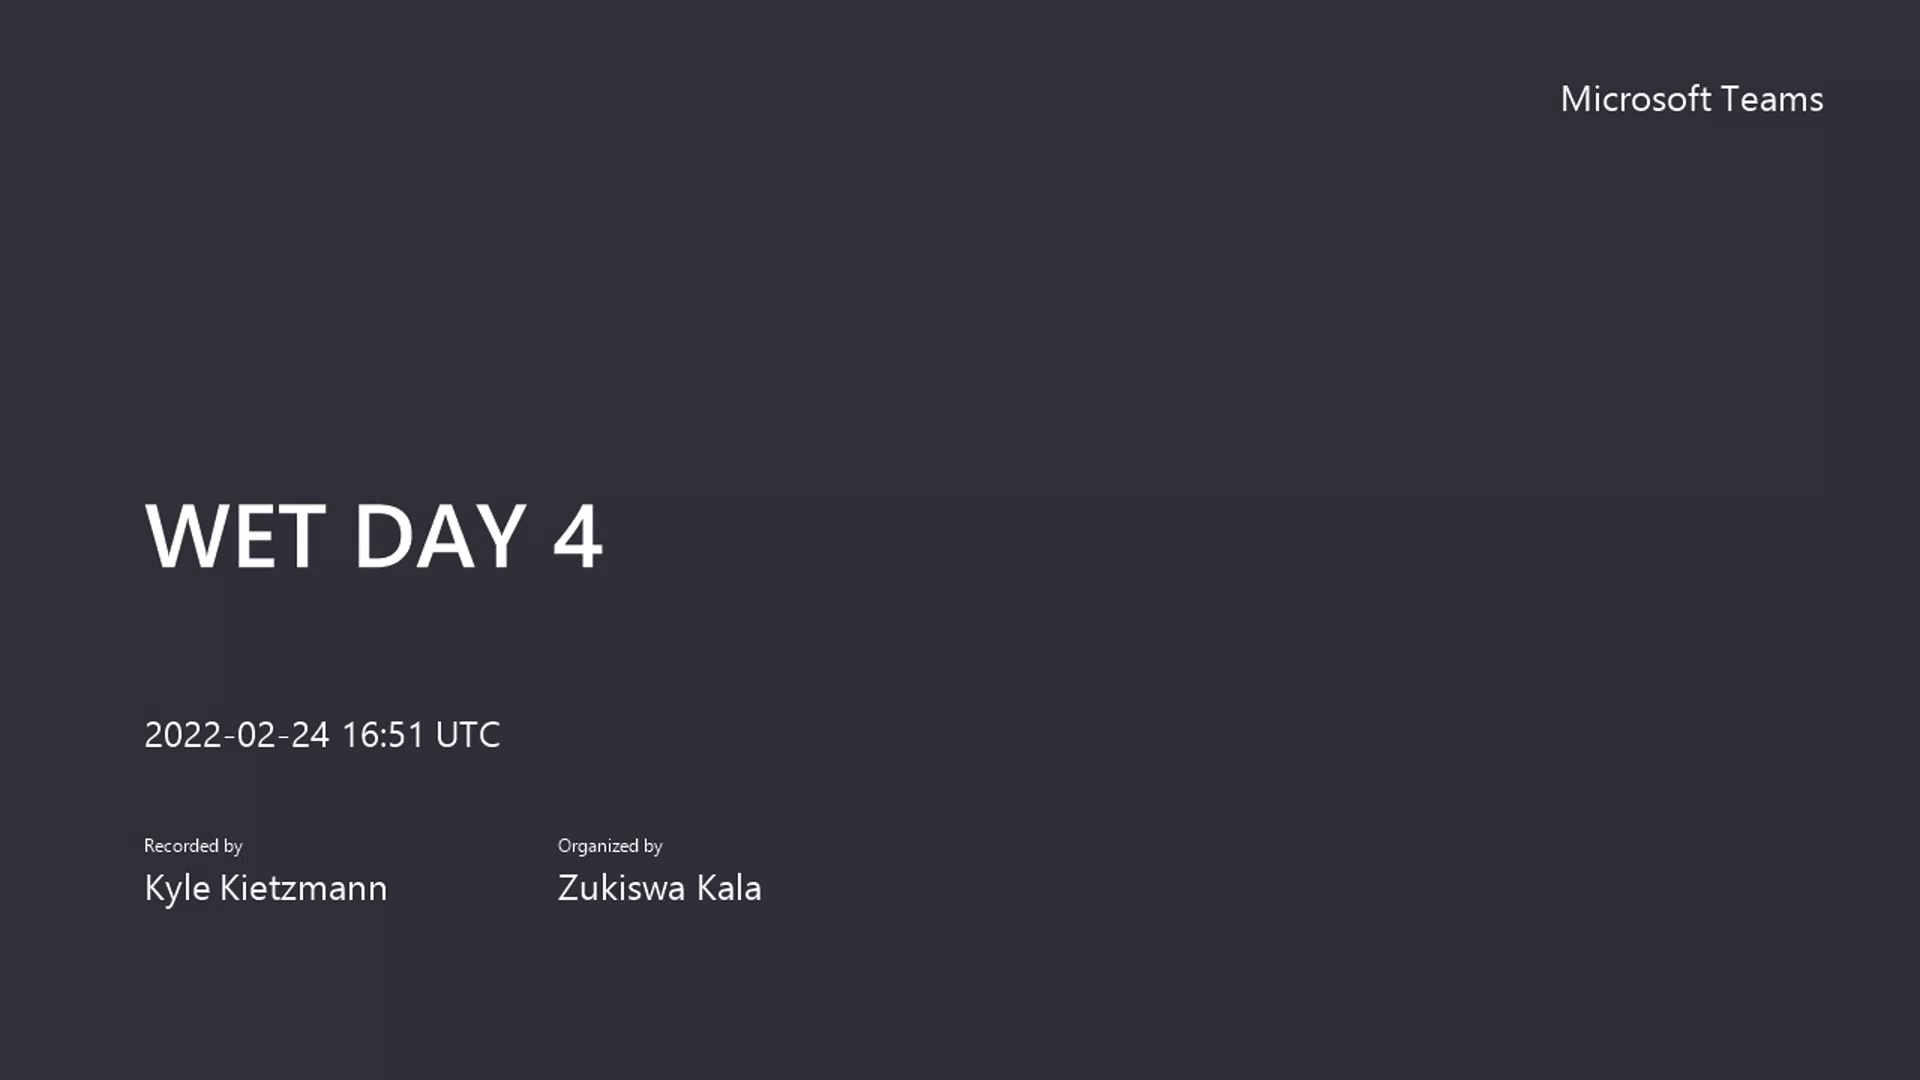 Microsoft Teams
WET DAY 4
2022-02-24 16:51 UTC
Recorded by
Kyle Kietzmann
Organized by
Zukiswa Kala